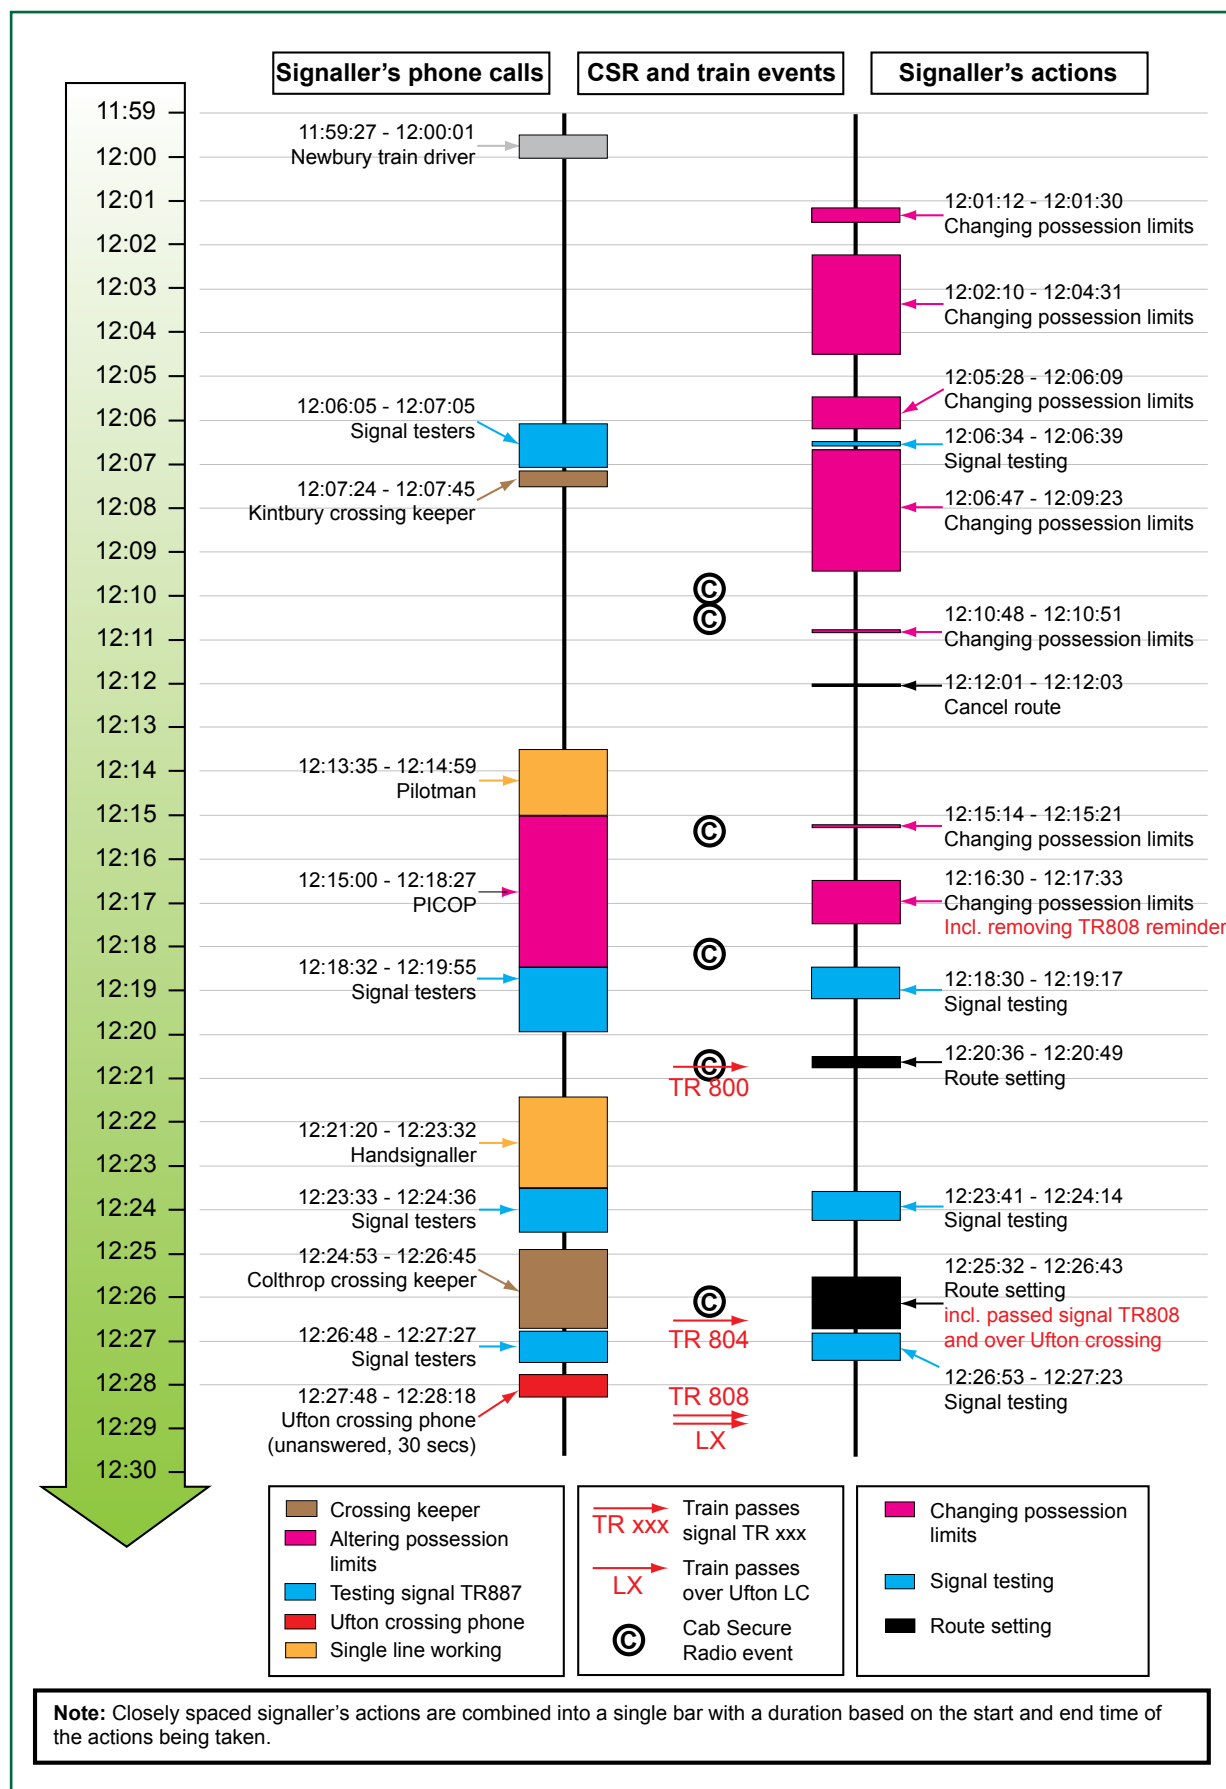 Signaller's phone calls
CSR and train events
Signaller's actions
11:59
12:00
12:01
12:02
12:03
12:04
12:05
12:06
12:07
12:08
12:09
12:10
12:11
12:12
12:13
12:14
12:15
12:16
12:17
12:18
12:19
12:20
12:21
12:22
12:23
12:24
12:25
12:26
12:27
12:28
12:29
12:30
11:59:27 - 12:00:01
Newbury train driver
12:06:05 - 12:07:05
Signal testers
12:07:24 - 12:07:45
Kintbury crossing keeper
12:13:35 - 12:14:59
Pilotman
12:15:00 - 12:18:27
PICOP
12:18:32 - 12:19:55
Signal testers
12:21:20 - 12:23:32
Handsignaller
12:23:33 - 12:24:36
Signal testers
12:24:53 - 12:26:45
Colthrop crossing keeper
12:26:48 - 12:27:27
Signal testers
12:27:48 - 12:28:18
Ufton crossing phone
(unanswered, 30 secs)
C
C
C
C
C
TR 800
C
TR 804
TR 808
LX
12:01:12 - 12:01:30
Changing possession limits
12:02:10 - 12:04:31
Changing possession limits
12:05:28 - 12:06:09
Changing possession limits
12:06:34 - 12:06:39
Signal testing
12:06:47 - 12:09:23
Changing possession limits
12:10:48 - 12:10:51
Changing possession limits
12:12:01 - 12:12:03
Cancel route
12:15:14 - 12:15:21
Changing possession limits
12:16:30 - 12:17:33
Changing possession limits
Incl. removing TR808 reminder
12:18:30 - 12:19:17
Signal testing
12:20:36 - 12:20:49
Route setting
12:23:41 - 12:24:14
Signal testing
12:25:32 - 12:26:43
Route setting
incl. passed signal TR808
and over Ufton crossing
12:26:53 - 12:27:23
Signal testing
Crossing keeper
Altering possession
limits
Testing signal TR887
Ufton crossing phone
Single line working
TR xxx
Train passes
signal TR xxx
LX
Train passes
over Ufton LC
C
Cab Secure
Radio event
Changing possession
limits
Signal testing
Route setting
Note: Closely spaced signaller's actions are combined into a single bar with a duration based on the start and end time of
the actions being taken.